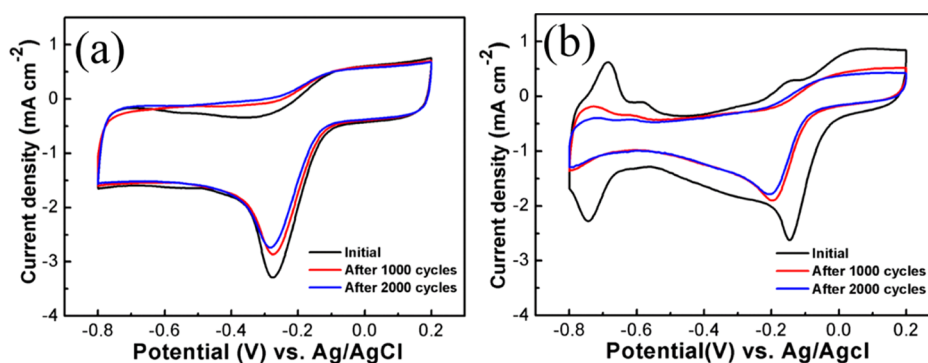 (a)
Current density (mA cm-2)
1
0
-1
-2
-3
-4
-0.8 -0.6 -0.4 -0.2 0.0 0.2
Potential (V) vs. Ag/AgCl
Initial
After 1000 cycles
After 2000 cycles
(b)
Current density (mA cm-2)
1
0
-1
-2
-3
-4
-0.8 -0.6 -0.4 -0.2 0.0 0.2
Potential(V) vs. Ag/AgCl
Initial
After 1000 cycles
After 2000 cycles